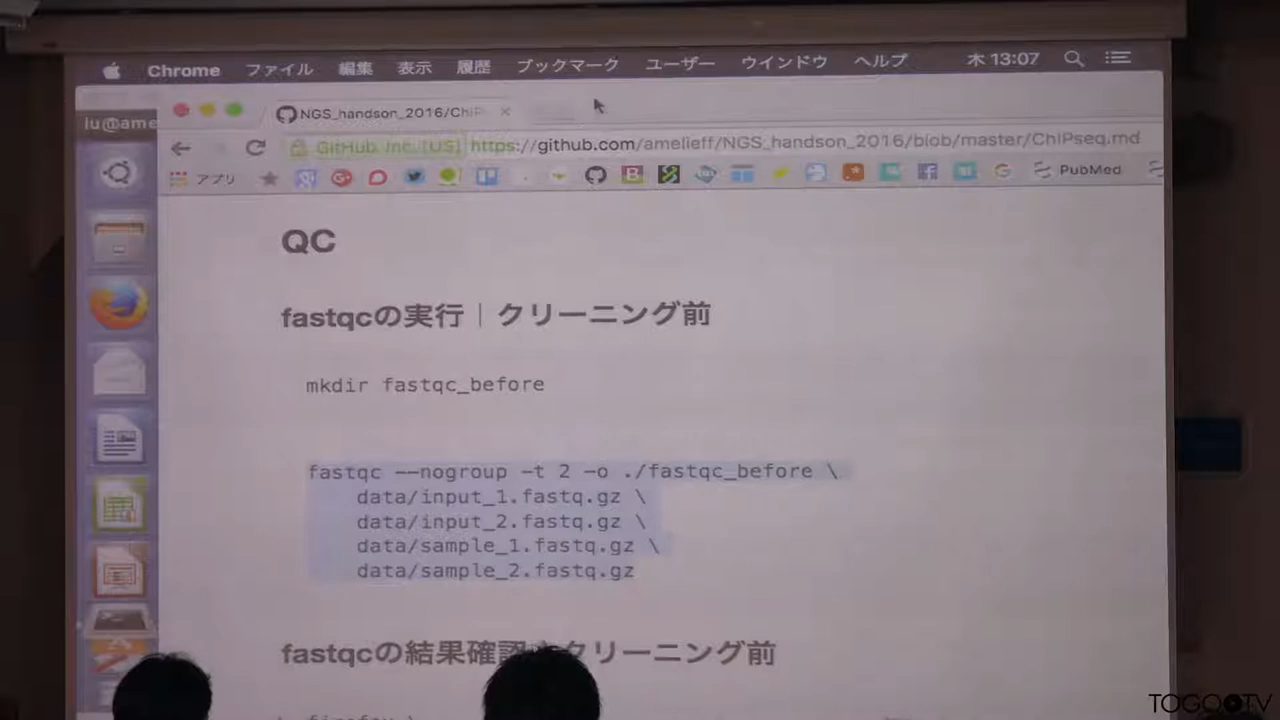 Chrome ファイル 編集 表示 履歴 ブックマーク ユーザー ウインドウ ヘルプ 木 13:07
iu@ame
NGS_handson_2016/ChiP
GitHub, Inc. [US] https://github.com/amelieff/NGS_handson_2016/blob/master/ChIPseq.md
アプリ PubMed
QC
fastqcの実行｜クリーニング前
mkdir fastqc_before
fastqc --nogroup -t 2 -o ./fastqc_before \
data/input_1.fastq.gz \
data/input_2.fastq.gz \
data/sample_1.fastq.gz \
data/sample_2.fastq.gz
fastqcの結果確認 クリーニング前
TOGOTV